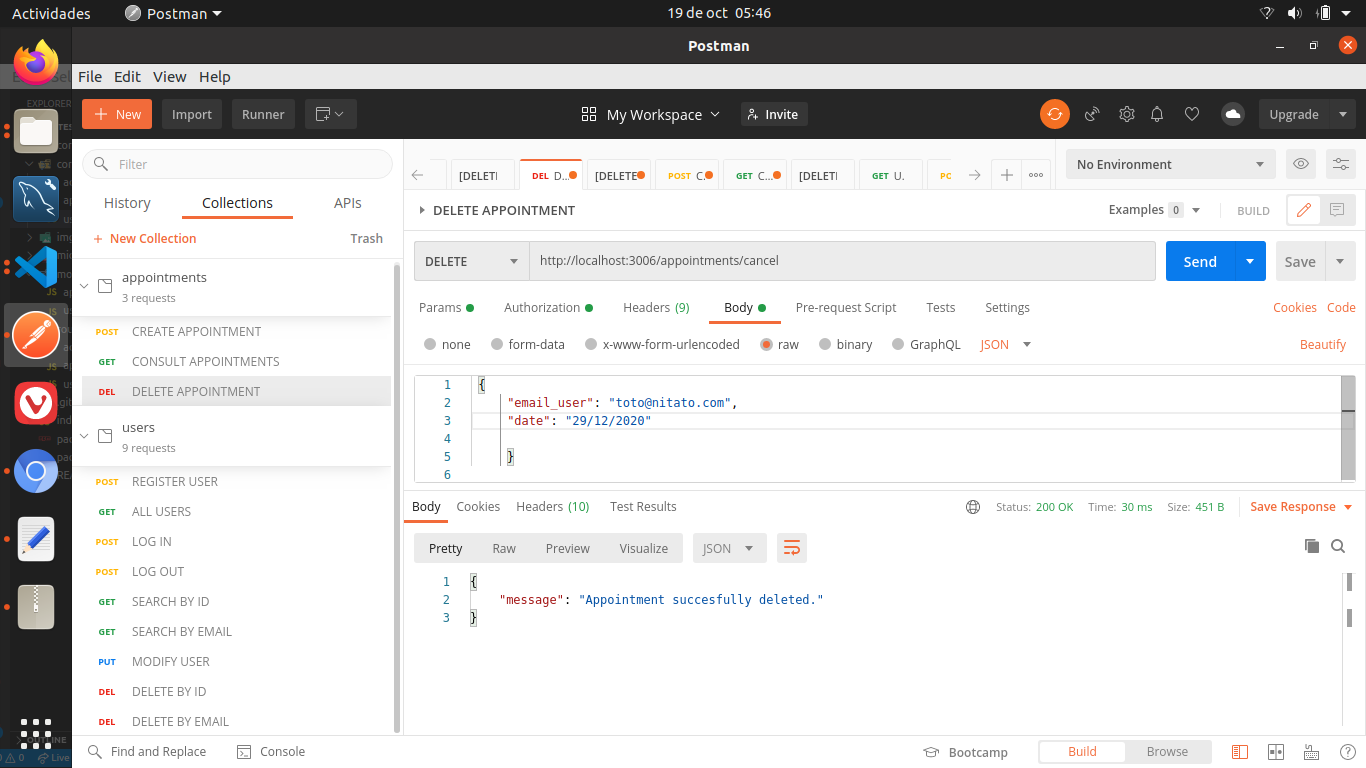 Actividades Postman 19 de oct 05:46
Postman
File Edit View Help
New Import Runner My Workspace Invite Upgrade
Filter
History Collections APIs
New Collection Trash
appointments
3 requests
POST CREATE APPOINTMENT
GET CONSULT APPOINTMENTS
DEL DELETE APPOINTMENT
users
9 requests
POST REGISTER USER
GET ALL USERS
POST LOG IN
POST LOG OUT
GET SEARCH BY ID
GET SEARCH BY EMAIL
PUT MODIFY USER
DEL DELETE BY ID
DEL DELETE BY EMAIL
[DELETI DEL D... [DELETE POST C. GET C... [DELETI GET U. PC
No Environment
DELETE APPOINTMENT Examples 0 BUILD
DELETE http://localhost:3006/appointments/cancel Send Save
Params Authorization Headers (9) Body Pre-request Script Tests Settings Cookies Code
none form-data x-www-form-urlencoded raw binary GraphQL JSON Beautify
1 {
2 "email_user": "toto@nitato.com",
3 "date": "29/12/2020"
4
5 }
6
Body Cookies Headers (10) Test Results Status: 200 OK Time: 30 ms Size: 451 B Save Response
Pretty Raw Preview Visualize JSON
1 {
2 "message": "Appointment succesfully deleted."
3 }
Find and Replace Console Bootcamp Build Browse
EXPLORER
OUTLINE
0 Live